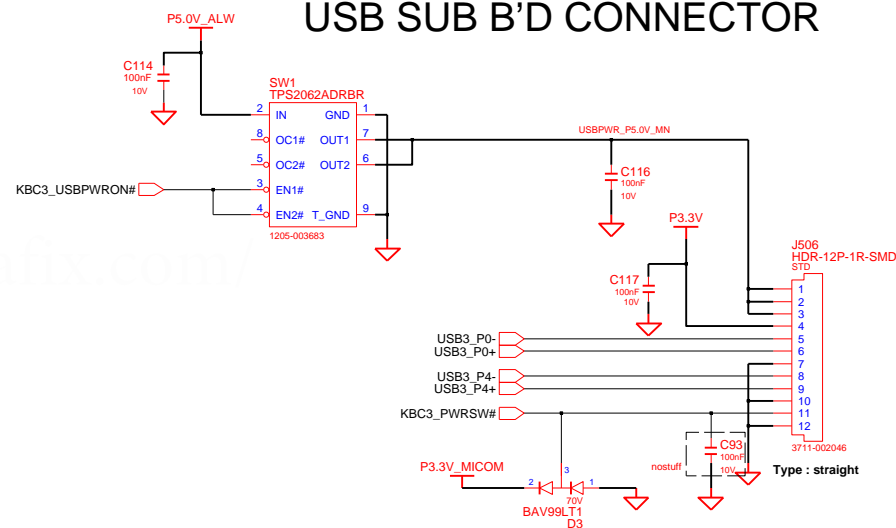 USB SUB B'D CONNECTOR
P5.0V_ALW
C114
100nF
10V
SW1
TPS2062ADRBR
2 IN GND 1
8 OC1# OUT1 7
5 OC2# OUT2 6
3 EN1#
4 EN2# T_GND 9
1205-003683
KBC3_USBPWRON#
USBPWR_P5.0V_MN
C116
100nF
10V
P3.3V
C117
100nF
10V
J506
HDR-12P-1R-SMD
STD
1
2
3
4
5
6
7
8
9
10
11
12
3711-002046
Type : straight
USB3_P0-
USB3_P0+
USB3_P4-
USB3_P4+
KBC3_PWRSW#
C93
100nF
10V
nostuff
P3.3V_MICOM
3
2 1
70V
BAV99LT1
D3